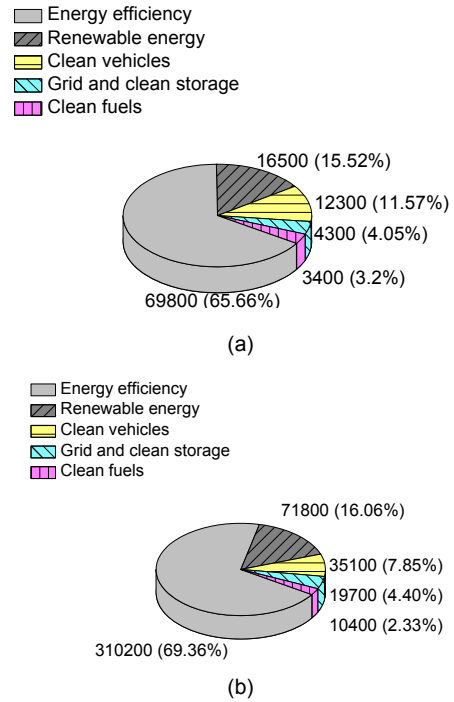 Energy efficiency
Renewable energy
Clean vehicles
Grid and clean storage
Clean fuels
16500 (15.52%)
12300 (11.57%)
4300 (4.05%)
3400 (3.2%)
69800 (65.66%)
(a)
Energy efficiency
Renewable energy
Clean vehicles
Grid and clean storage
Clean fuels
71800 (16.06%)
35100 (7.85%)
19700 (4.40%)
10400 (2.33%)
310200 (69.36%)
(b)